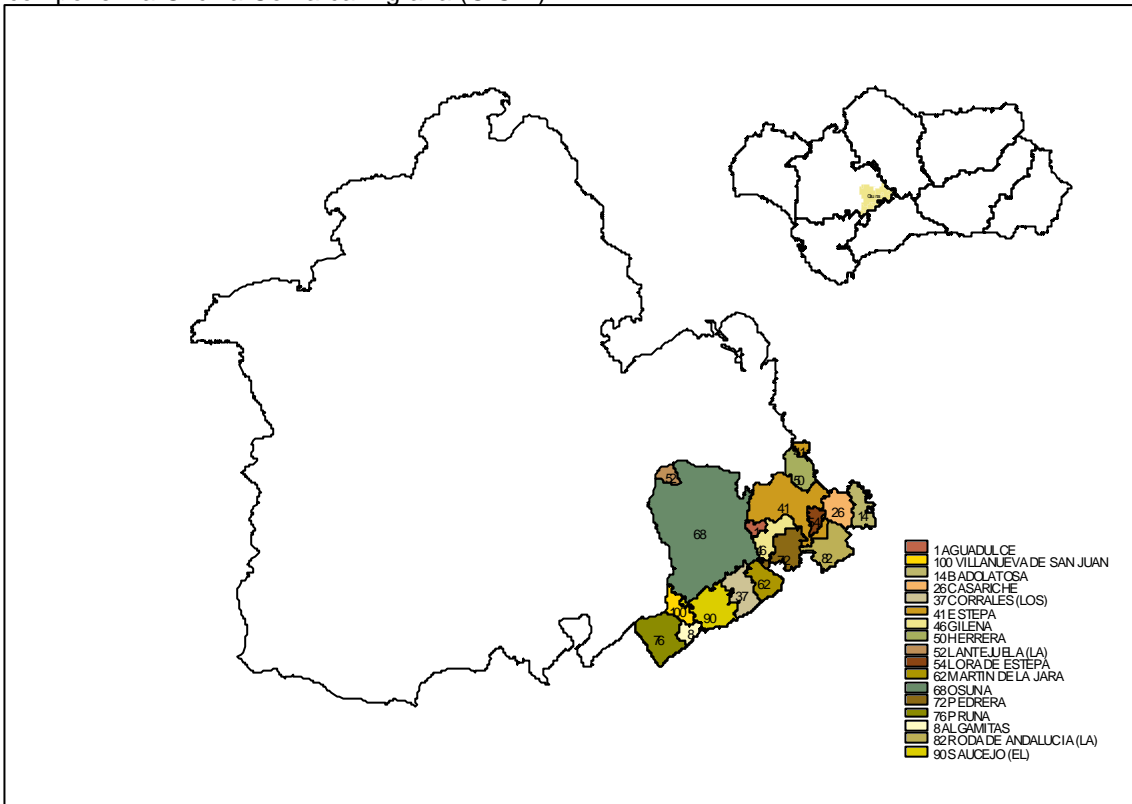 Osuna
50
52
41
26
14
68
82
62
37
100
90
8
76
1 AGUADULCE
100 VILLANUEVA DE SAN JUAN
14 BADOLATOSA
26 CASARICHE
37 CORRALES (LOS)
41 ESTEPA
46 GILENA
50 HERRERA
52 LANTEJUELA (LA)
54 LORA DE ESTEPA
62 MARTIN DE LA JARA
68 OSUNA
72 PEDRERA
76 PRUNA
8 ALGAMITAS
82 RODA DE ANDALUCIA (LA)
90 SAUCEJO (EL)